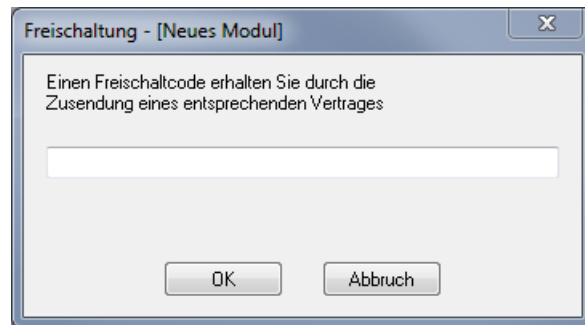 Freischaltung - [Neues Modul]
Einen Freischaltcode erhalten Sie durch die
Zusendung eines entsprechenden Vertrages
OK
Abbruch